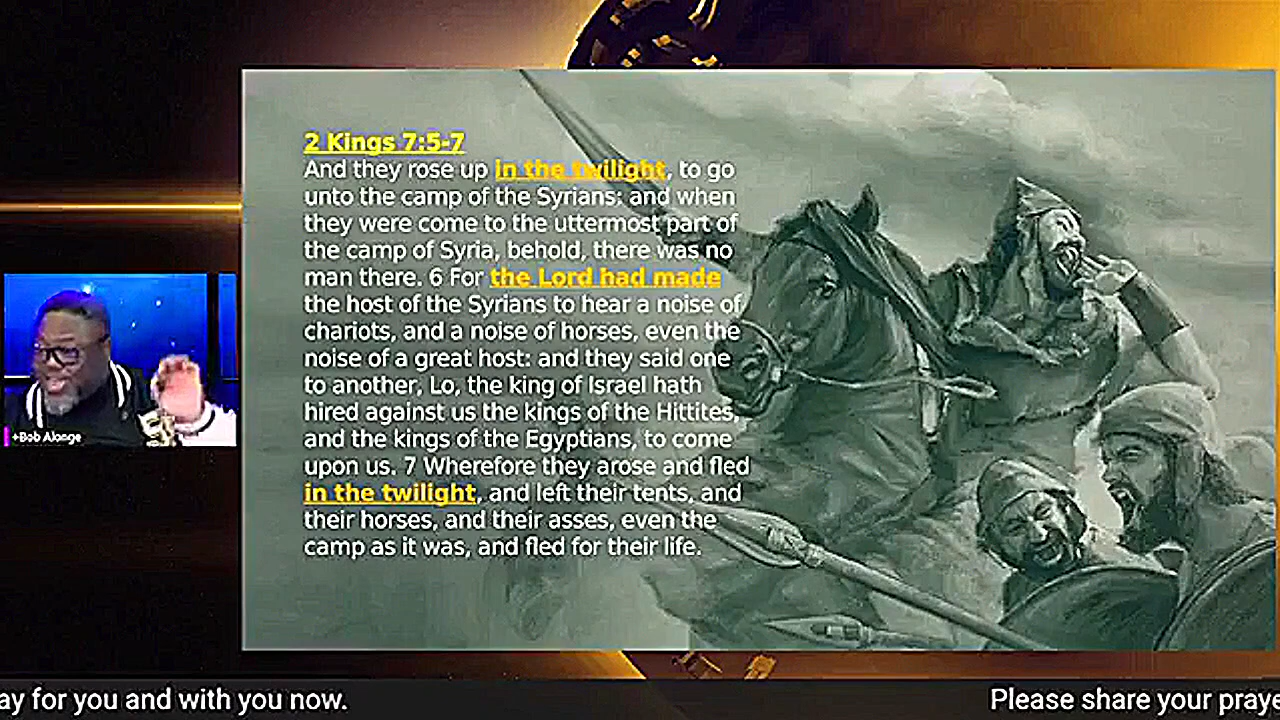 2 Kings 7:5-7
And they rose up in the twilight, to go
unto the camp of the Syrians: and when
they were come to the uttermost part of
the camp of Syria, behold, there was no
man there. 6 For the Lord had made
the host of the Syrians to hear a noise of
chariots, and a noise of horses, even the
noise of a great host: and they said one
to another, Lo, the king of Israel hath
hired against us the kings of the Hittites,
and the kings of the Egyptians, to come
upon us. 7 Wherefore they arose and fled
in the twilight, and left their tents, and
their horses, and their asses, even the
camp as it was, and fled for their life.
+Bob Alonge
ay for you and with you now.
Please share your praye